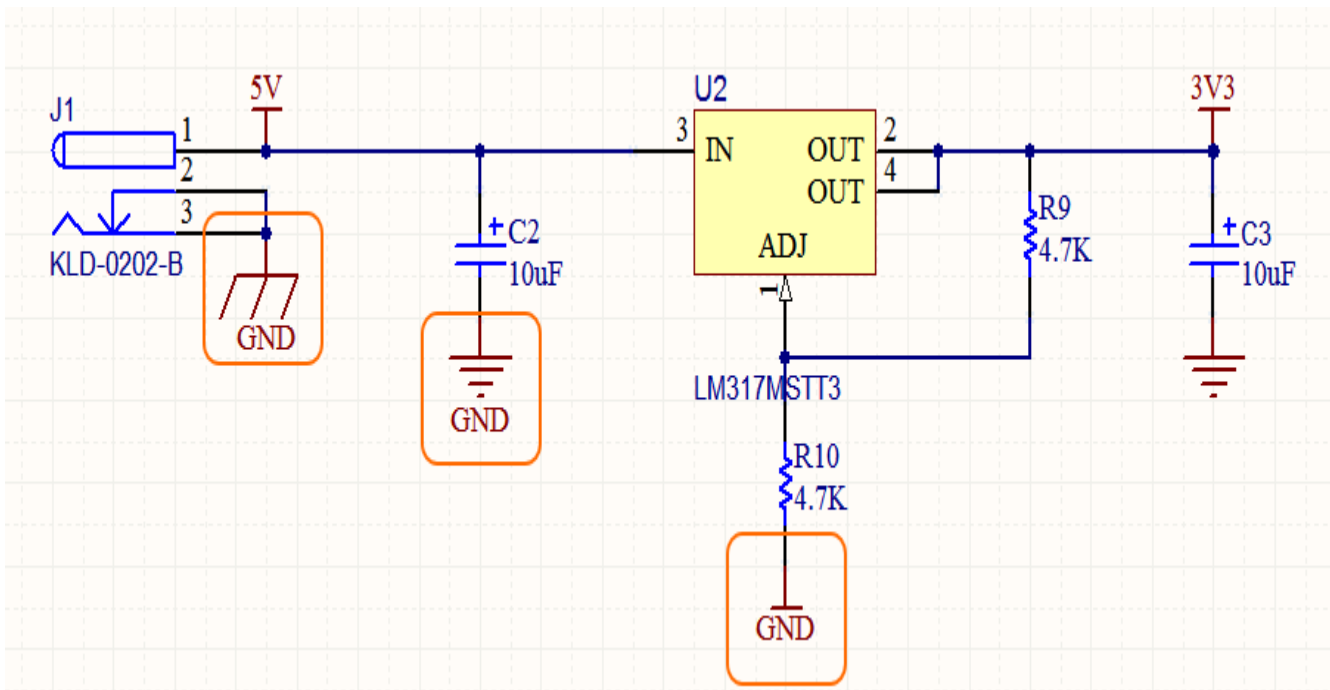 J1
5V
U2
3V3
1
2
3
KLD-0202-B
GND
C2
10uF
GND
3
IN
OUT
2
OUT
4
ADJ
1
R9
4.7K
C3
10uF
LM317MSTT3
R10
4.7K
GND